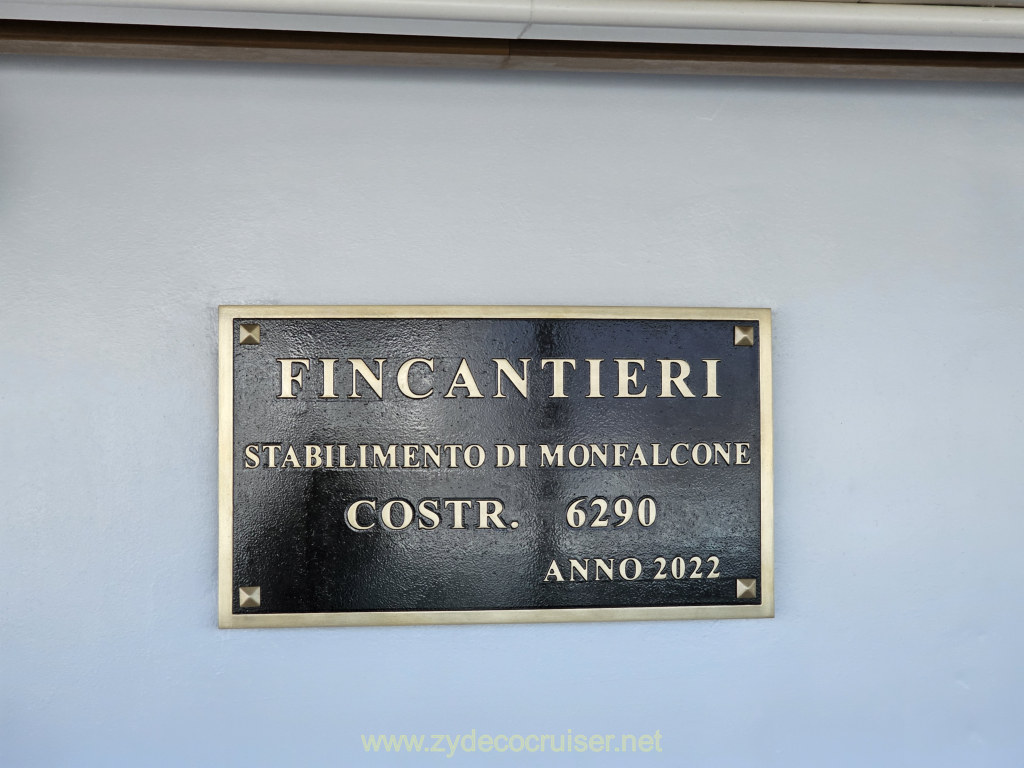 FINCANTIERI
STABILIMENTO DI MONFALCONE
COSTR. 6290
ANNO 2022
www.zydecocruiser.net